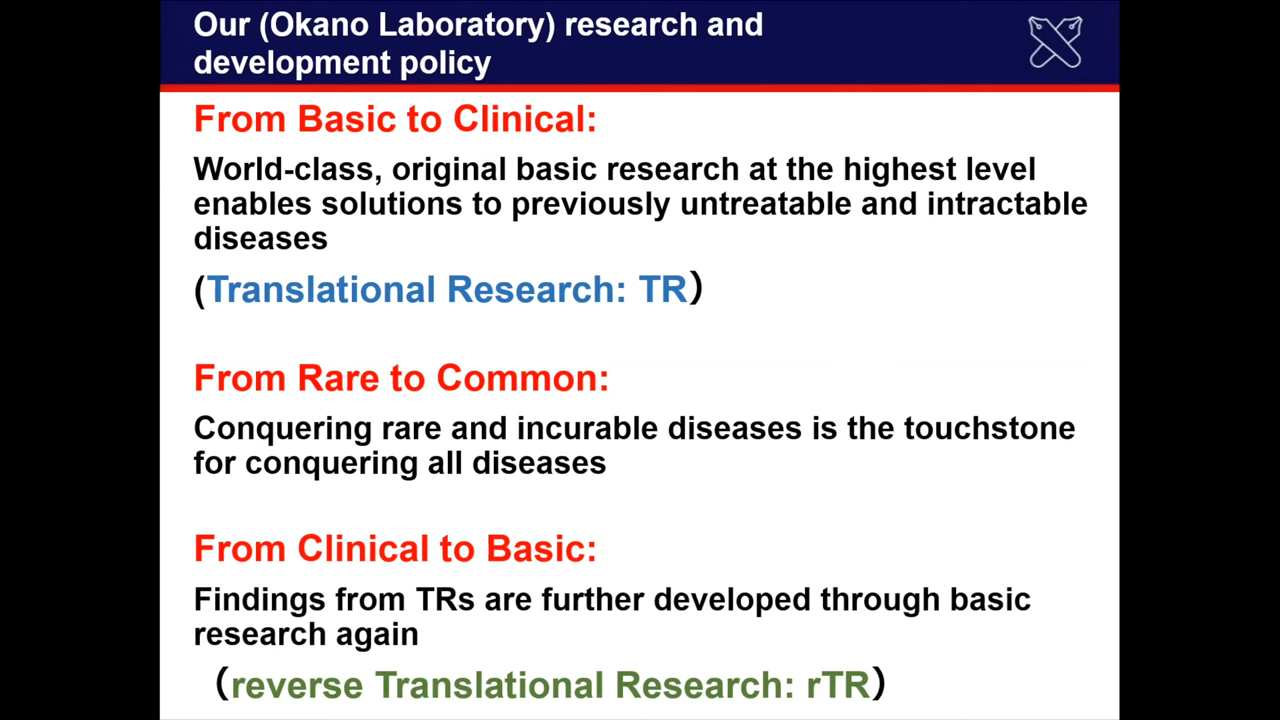 Our (Okano Laboratory) research and
development policy
From Basic to Clinical:
World-class, original basic research at the highest level
enables solutions to previously untreatable and intractable
diseases
(Translational Research: TR）
From Rare to Common:
Conquering rare and incurable diseases is the touchstone
for conquering all diseases
From Clinical to Basic:
Findings from TRs are further developed through basic
research again
（reverse Translational Research: rTR）